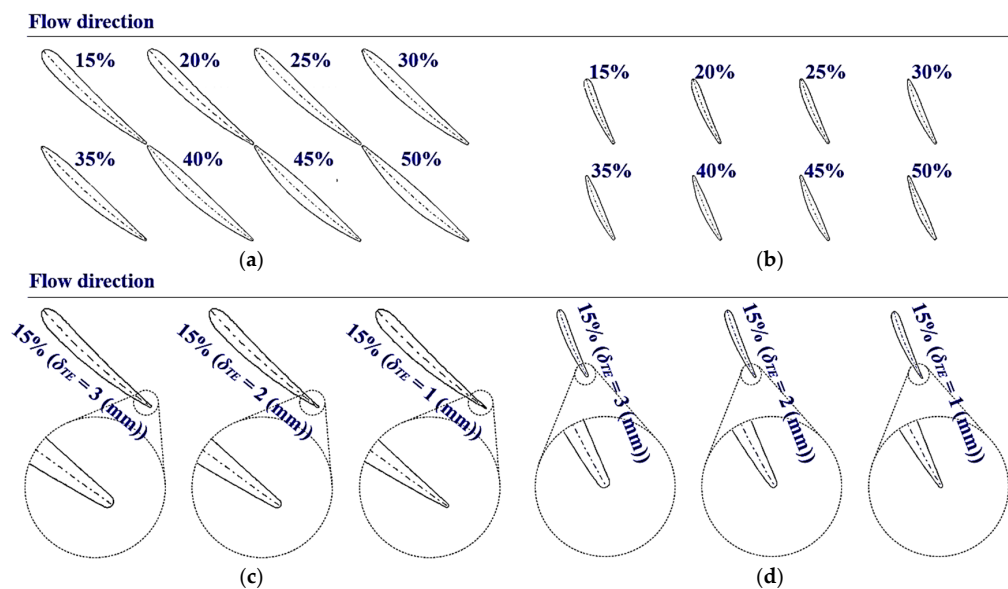 Flow direction
15% 20% 25% 30%
15% 20% 25% 30%
35% 40% 45% 50%
35% 40% 45% 50%
(a) (b)
Flow direction
15% (δTE = 3 (mm))
15% (δTE = 2 (mm))
15% (δTE = 1 (mm))
15% (δTE = 3 (mm))
15% (δTE = 2 (mm))
15% (δTE = 1 (mm))
(c) (d)